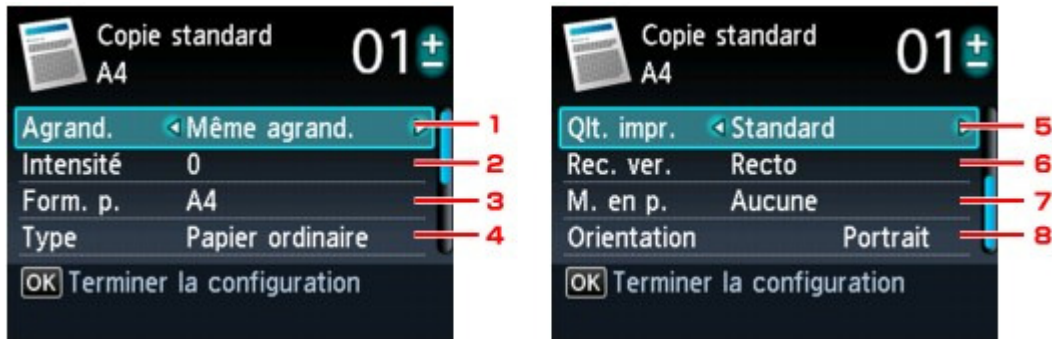 Copie standard
A4
01
Agrand. Même agrand. 1
Intensité 0 2
Form. p. A4 3
Type Papier ordinaire 4
OK Terminer la configuration
Copie standard
A4
01
Qlt. impr. Standard 5
Rec. ver. Recto 6
M. en p. Aucune 7
Orientation Portrait 8
OK Terminer la configuration